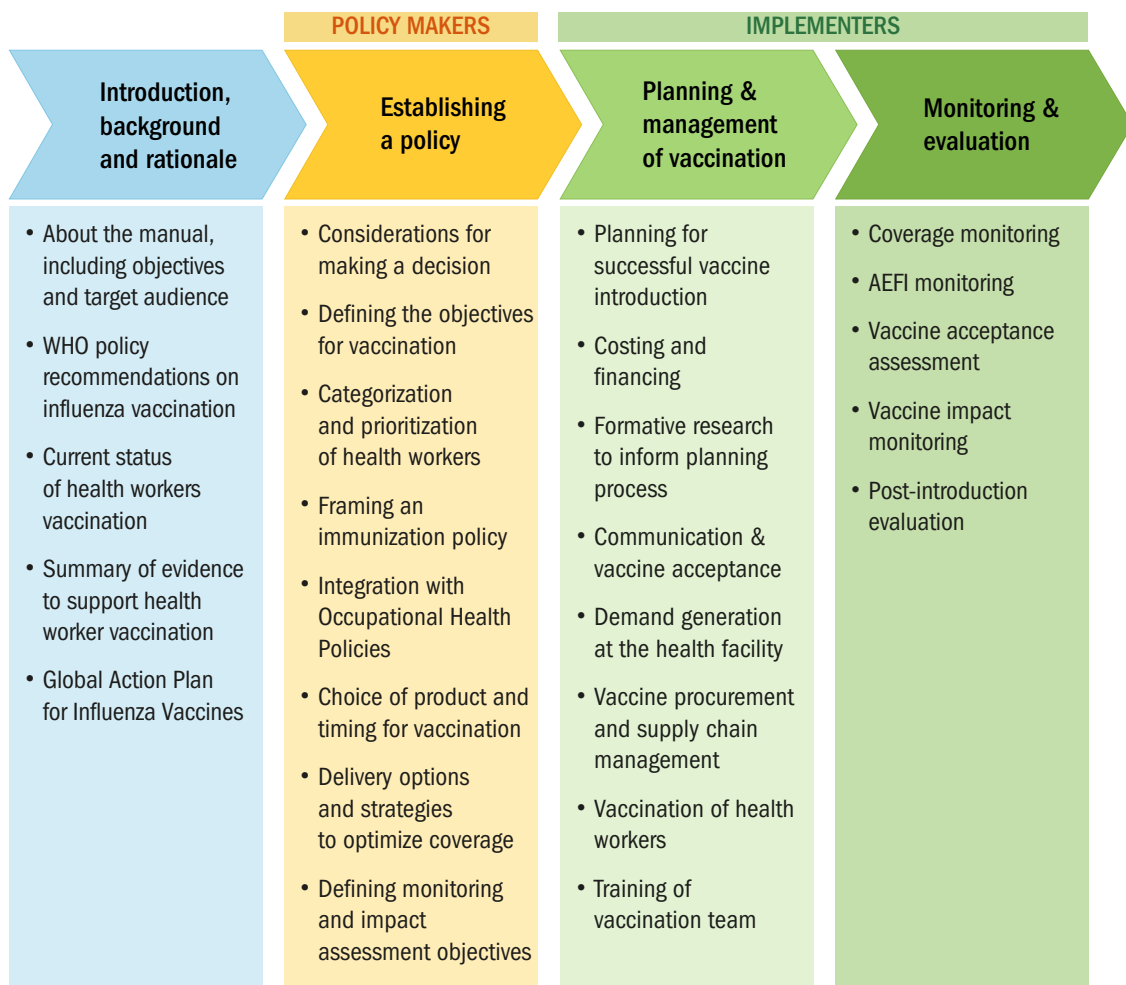 POLICY MAKERS
IMPLEMENTERS
Introduction,
background
and rationale
Establishing
a policy
Planning &
management
of vaccination
Monitoring &
evaluation
• About the manual,
including objectives
and target audience
• WHO policy
recommendations on
influenza vaccination
• Current status
of health workers
vaccination
• Summary of evidence
to support health
worker vaccination
• Global Action Plan
for Influenza Vaccines
• Considerations for
making a decision
• Defining the objectives
for vaccination
• Categorization
and prioritization
of health workers
• Framing an
immunization policy
• Integration with
Occupational Health
Policies
• Choice of product and
timing for vaccination
• Delivery options
and strategies
to optimize coverage
• Defining monitoring
and impact
assessment objectives
• Planning for
successful vaccine
introduction
• Costing and
financing
• Formative research
to inform planning
process
• Communication &
vaccine acceptance
• Demand generation
at the health facility
• Vaccine procurement
and supply chain
management
• Vaccination of health
workers
• Training of
vaccination team
• Coverage monitoring
• AEFI monitoring
• Vaccine acceptance
assessment
• Vaccine impact
monitoring
• Post-introduction
evaluation